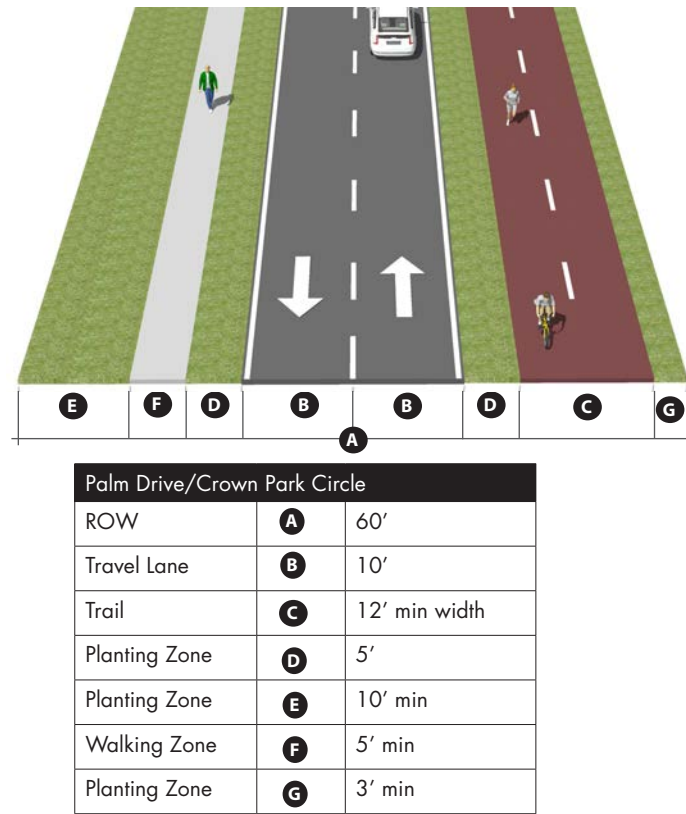 E F D B B D C G
A
Palm Drive/Crown Park Circle
ROW A 60’
Travel Lane B 10’
Trail C 12’ min width
Planting Zone D 5’
Planting Zone E 10’ min
Walking Zone F 5’ min
Planting Zone G 3’ min